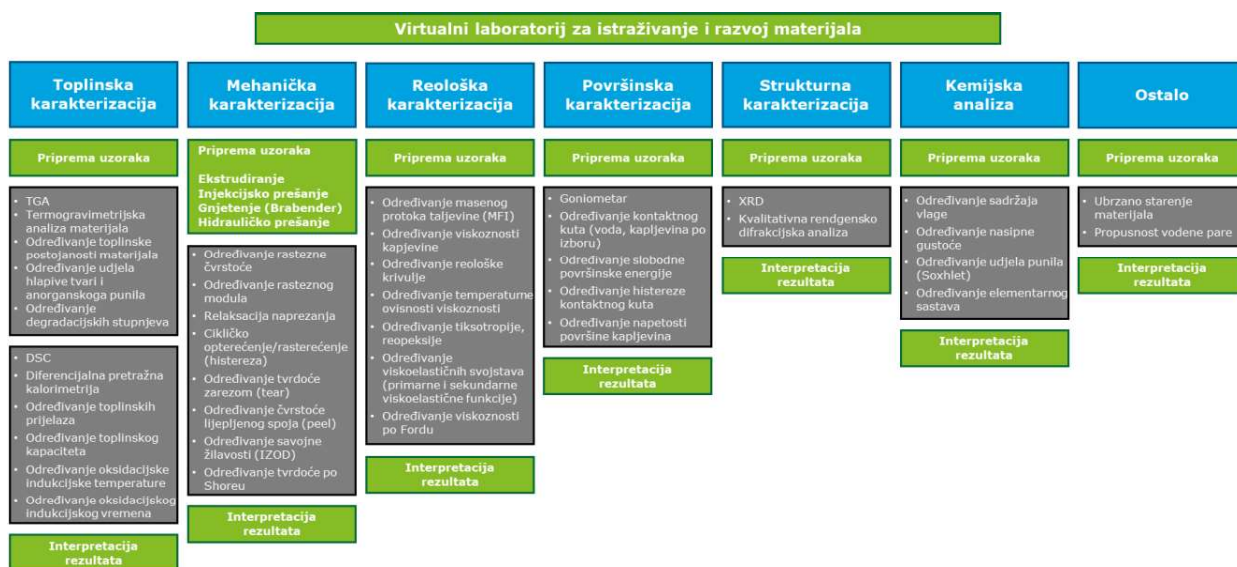 Virtualni laboratorij za istraživanje i razvoj materijala
Toplinska
karakterizacija
Priprema uzoraka
• TGA
• Termogravimetrijska
analiza materijala
• Određivanje toplinske
postojanosti materijala
• Određivanje udjela
hlapive tvari i
anorganskoga punila
• Određivanje
degradacijskih stupnjeva
• DSC
• Diferencijalna pretražna
kalorimetrija
• Određivanje toplinskih
prijelaza
• Određivanje toplinskog
kapaciteta
• Određivanje oksidacijske
indukcijske temperature
• Određivanje oksidacijskog
indukcijskog vremena
Interpretacija
rezultata
Mehanička
karakterizacija
Priprema uzoraka
Ekstrudiranje
Injekcijsko prešanje
Gnjetenje (Brabender)
Hidrauličko prešanje
• Određivanje rastezne
čvrstoće
• Određivanje rasteznog
modula
• Relaksacija naprezanja
• Cikličko
opterećenje/rasterećenje
(histereza)
• Određivanje tvrdoće
zarezom (tear)
• Određivanje čvrstoće
lijepljenog spoja (peel)
• Određivanje savojne
žilavosti (IZOD)
• Određivanje tvrdoće po
Shoreu
Interpretacija
rezultata
Reološka
karakterizacija
Priprema uzoraka
• Određivanje masenog
protoka taljevine (MFI)
• Određivanje viskoznosti
kapjevine
• Određivanje reološke
krivulje
• Određivanje temperaturne
ovisnosti viskoznosti
• Određivanje tiksotropije,
reopeksije
• Određivanje
viskoelastičnih svojstava
(primarne i sekundarne
viskoelastične funkcije)
• Određivanje viskoznosti
po Fordu
Interpretacija
rezultata
Površinska
karakterizacija
Priprema uzoraka
• Goniometar
• Određivanje kontaktnog
kuta (voda, kapljevina po
izboru)
• Određivanje slobodne
površinske energije
• Određivanje histereze
kontaktnog kuta
• Određivanje napetosti
površine kapljevina
Interpretacija
rezultata
Strukturna
karakterizacija
Priprema uzoraka
• XRD
• Kvalitativna rendgensko
difrakcijska analiza
Interpretacija
rezultata
Kemijska
analiza
Priprema uzoraka
• Određivanje sadržaja
vlage
• Određivanje nasipne
gustoće
• Određivanje udjela punila
(Soxhlet)
• Određivanje elementarnog
sastava
Interpretacija
rezultata
Ostalo
Priprema uzoraka
• Ubrzano starenje
materijala
• Propusnost vodene pare